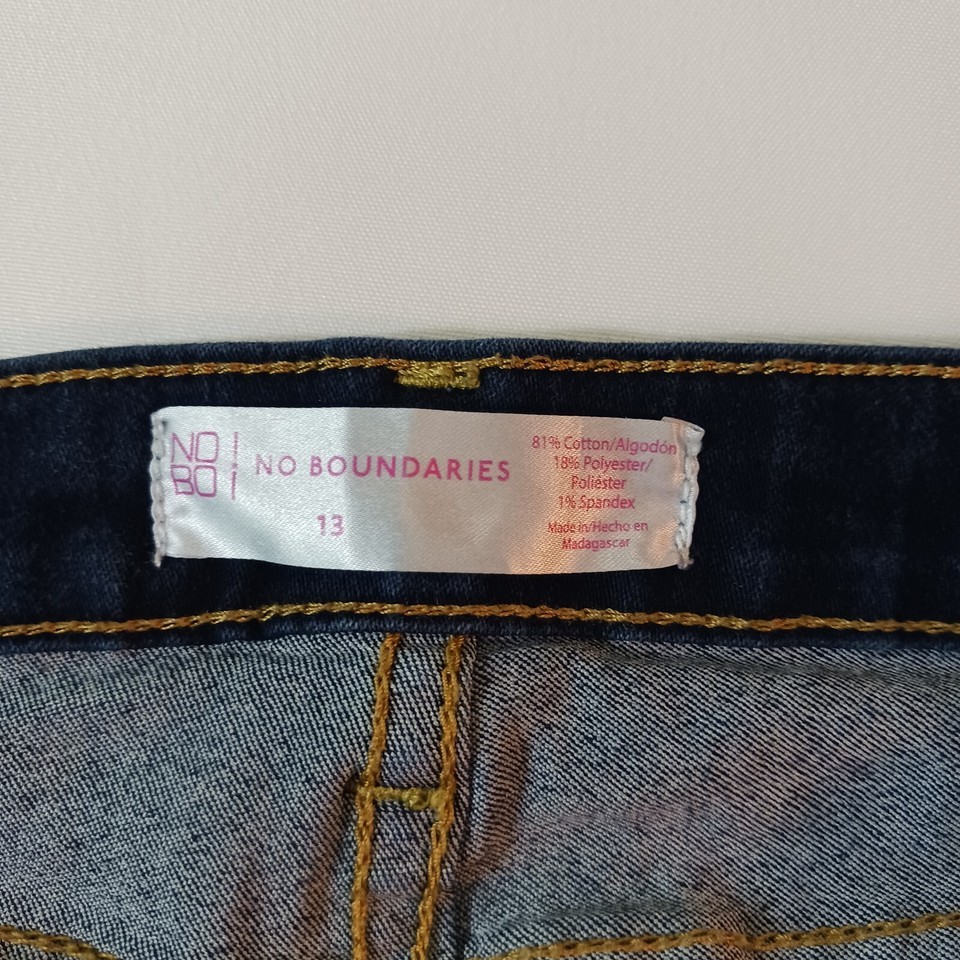 NO
BO
NO BOUNDARIES
13
81% Cotton/Algodón
18% Polyester/
Poliéster
1% Spandex
Made in/Hecho en
Madagascar